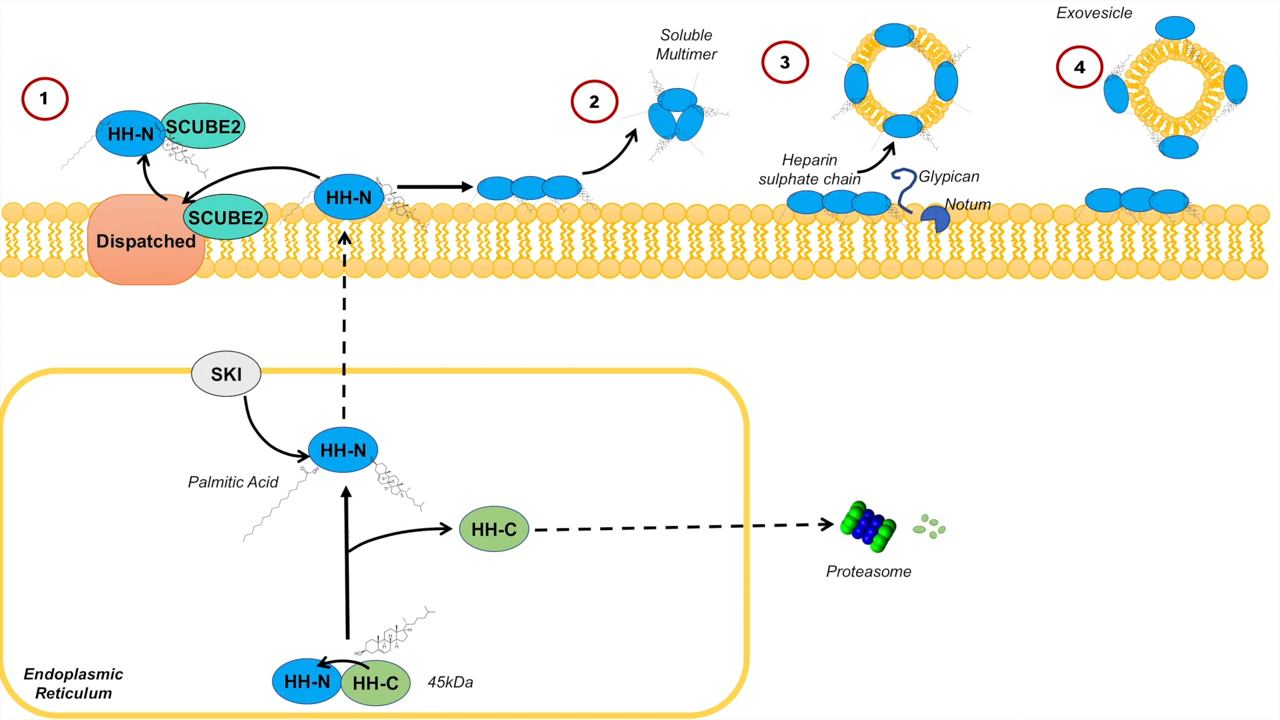 Exovesicle
Soluble
Multimer
1
2
3
4
HH-N
SCUBE2
Heparin
sulphate chain
Glypican
Notum
HH-N
SCUBE2
Dispatched
SKI
HH-N
Palmitic Acid
HH-C
Proteasome
Endoplasmic
Reticulum
HH-N
HH-C
45kDa